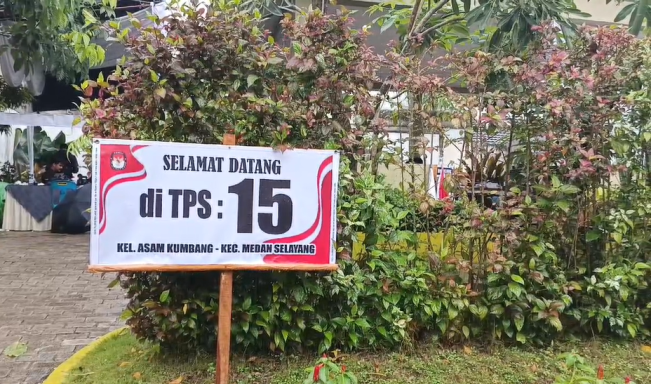 SELAMAT DATANG
di TPS : 15
KEL. ASAM KUMBANG - KEC. MEDAN SELAYANG